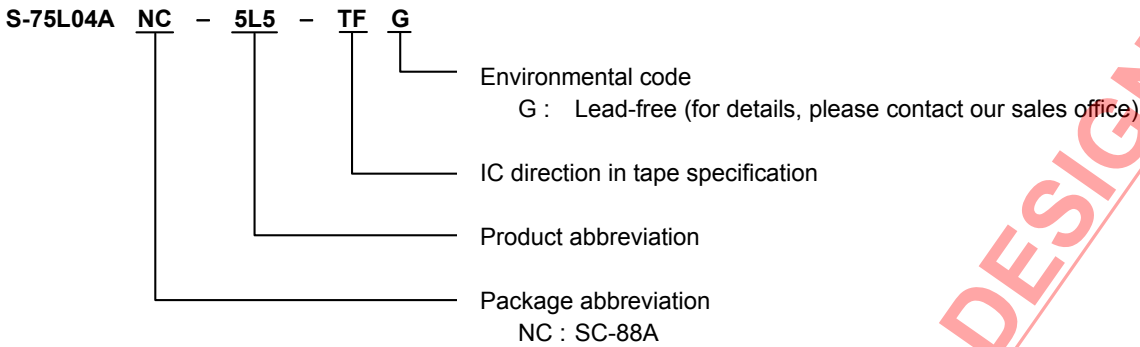 S-75L04A NC – 5L5 – TF G
Environmental code
G : Lead-free (for details, please contact our sales office)
IC direction in tape specification
Product abbreviation
Package abbreviation
NC : SC-88A
DESIGN